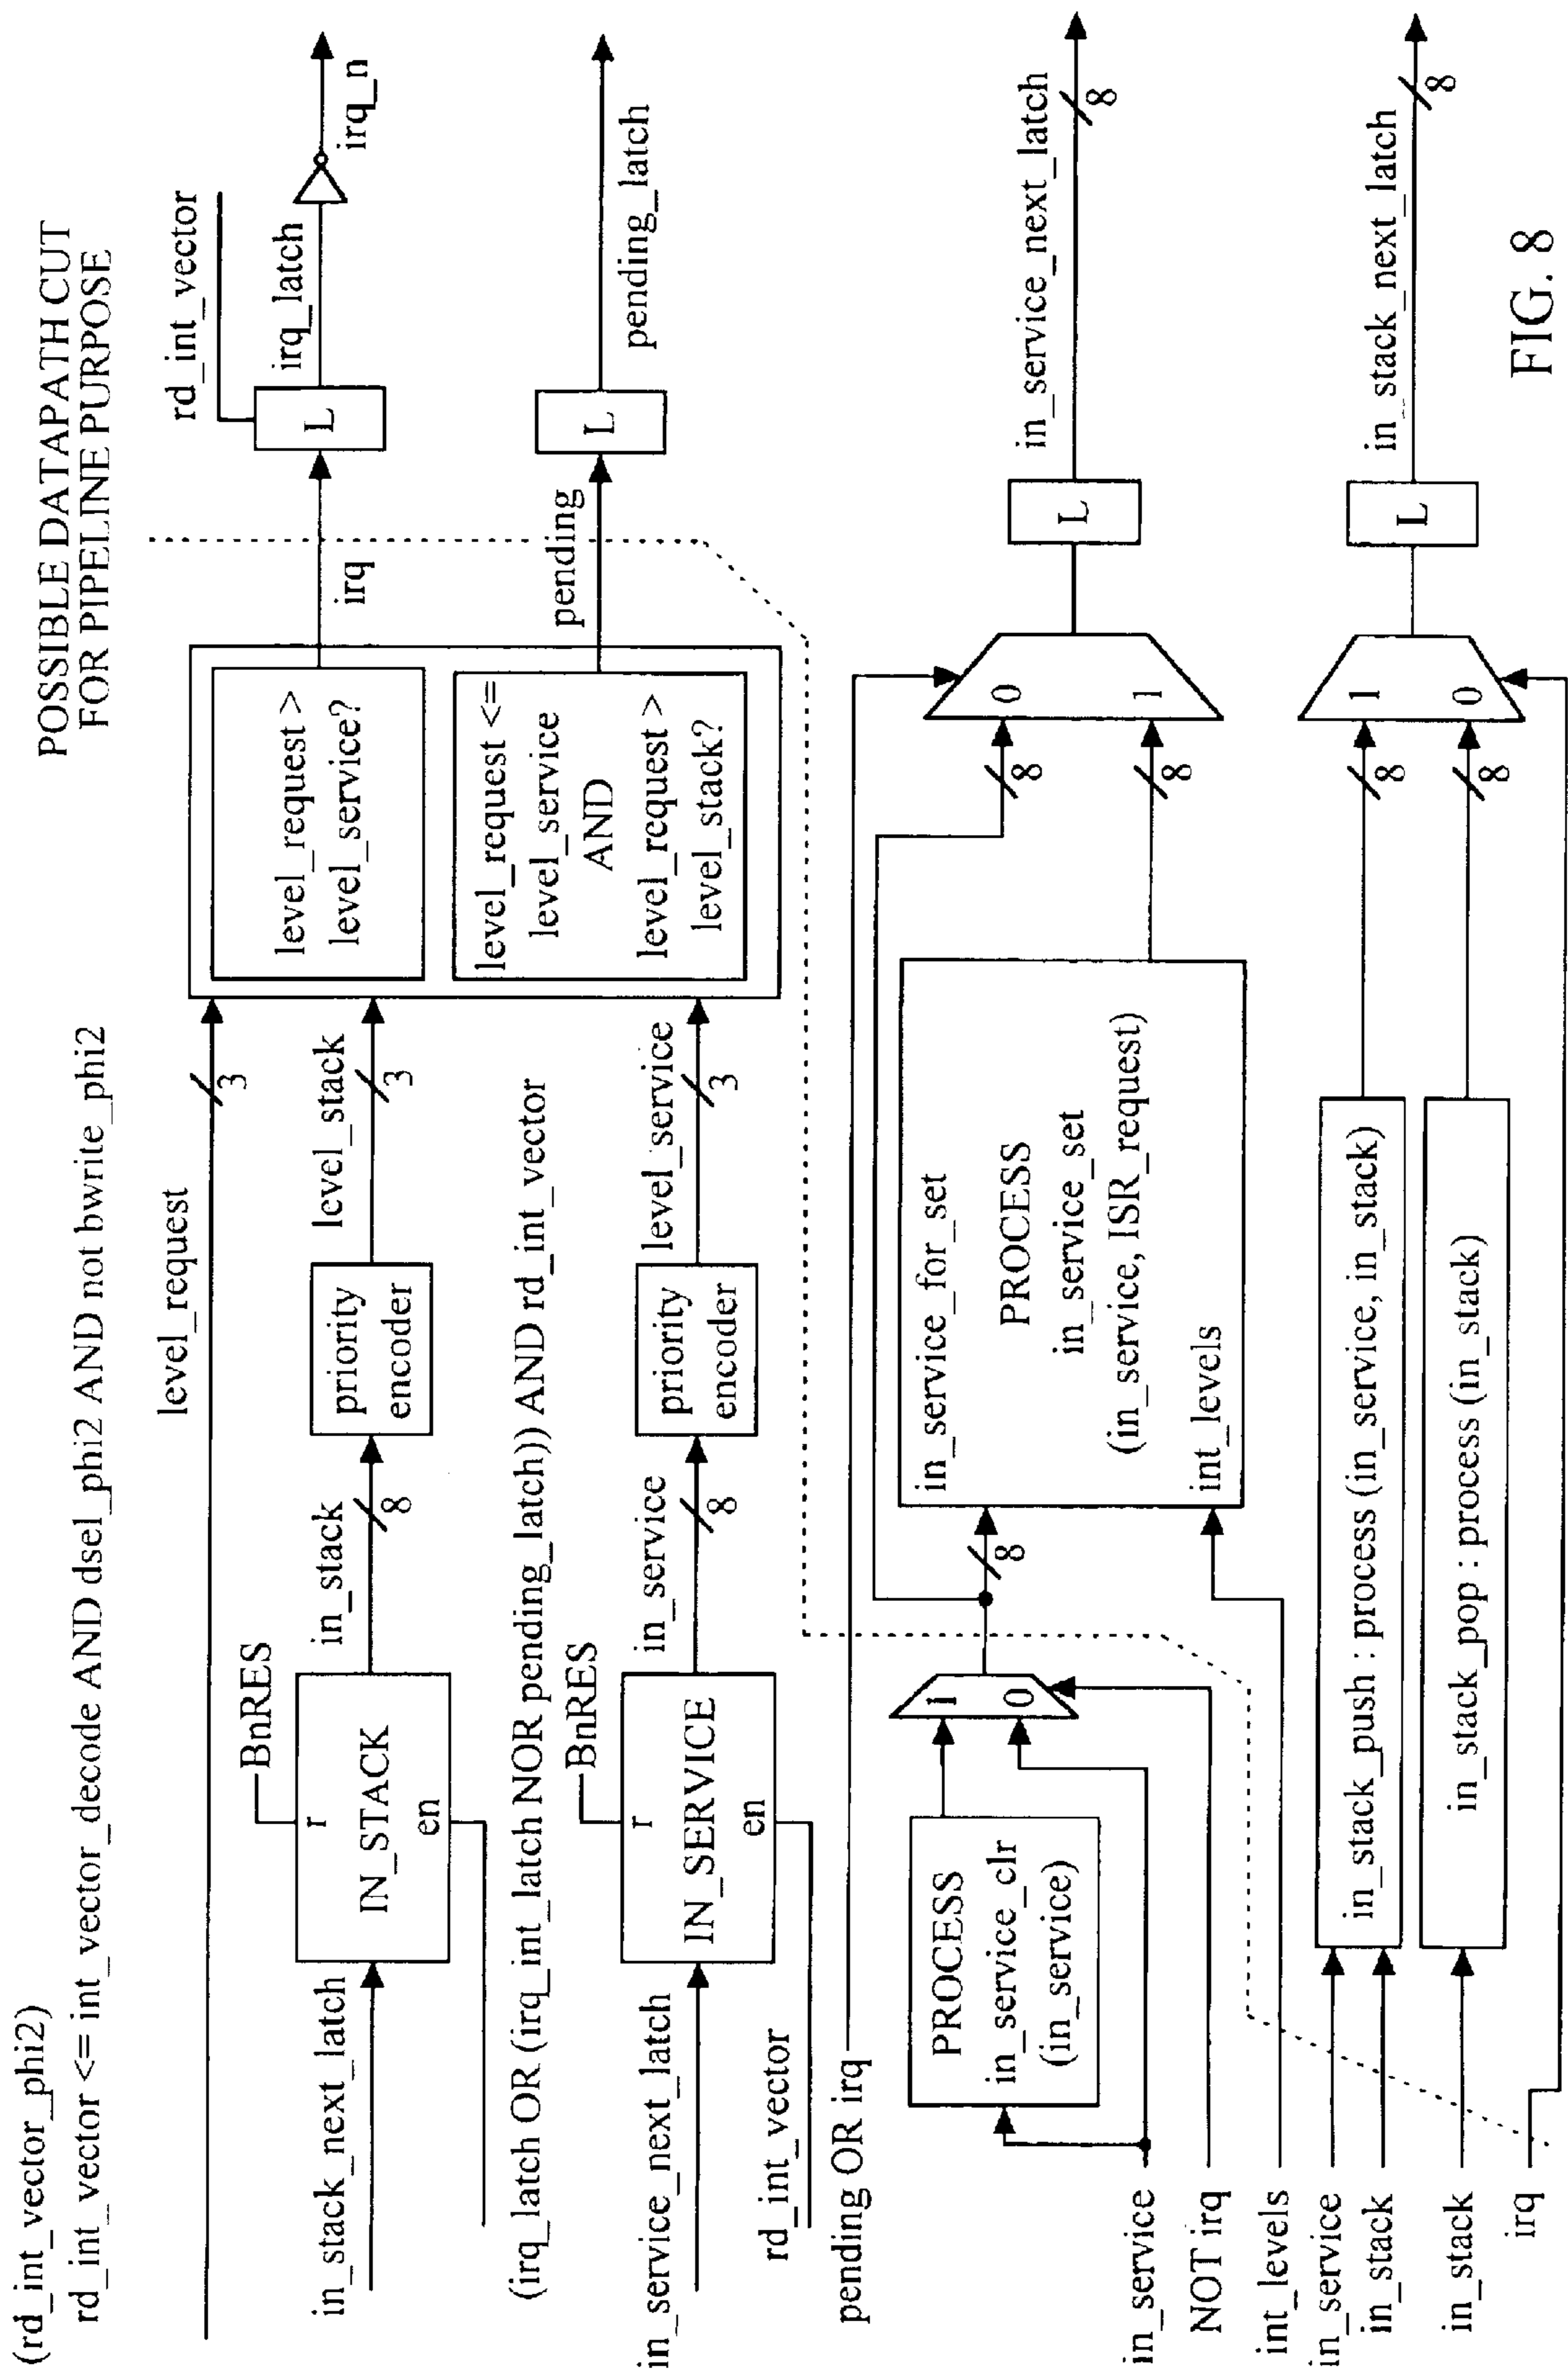 (rd_int_vector_phi2)
rd_int_vector <= int_vector_decode AND dsel_phi2 AND not bwrite_phi2
POSSIBLE DATAPATH CUT
FOR PIPELINE PURPOSE
level_request
3
rd_int_vector
BnRES
in_stack_next_latch
r
IN_STACK
en
in_stack
8
priority
encoder
level_stack
3
level_request >
level_service?
irq
L
irq_latch
irq_n
(irq_latch OR (irq_int_latch NOR pending_latch)) AND rd_int_vector
BnRES
in_service_next_latch
r
IN_SERVICE
en
rd_int_vector
in_service
8
priority
encoder
level_service
3
level_request <=
level_service
AND
level_request >
level_stack?
pending
L
pending_latch
pending OR irq
PROCESS
in_service_clr
(in_service)
in_service
NOT irq
int_levels
1
0
8
in_service_for_set
PROCESS
in_service_set
(in_service, ISR_request)
int_levels
8
8
0
1
L
in_service_next_latch
8
in_service
in_stack
in_stack_push : process (in_service, in_stack)
8
in_stack
in_stack_pop : process (in_stack)
8
irq
1
0
L
in_stack_next_latch
8
FIG. 8